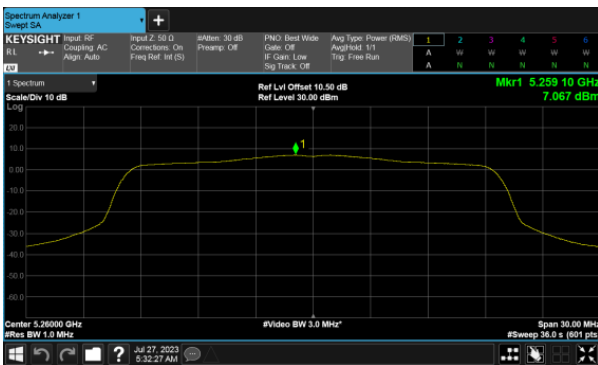 Spectrum Analyzer 1
Swept SA
+
KEYSIGHT
RL
Input: RF
Coupling: AC
Align: Auto
Input Z: 50 Ω
Corrections: On
Freq Ref: Int (S)
#Atten: 30 dB
Preamp: Off
PNO: Best Wide
Gate: Off
IF Gain: Low
Sig Track: Off
Avg Type: Power (RMS)
Avg|Hold: 1/1
Trig: Free Run
1 2 3 4 5 6
A W W W W W
A N N N N N
1 Spectrum
Scale/Div 10 dB
Log
Ref Lvl Offset 10.50 dB
Ref Level 30.00 dBm
Mkr1 5.259 10 GHz
7.067 dBm
1
20.0
10.0
0.00
-10.0
-20.0
-30.0
-40.0
-50.0
-60.0
Center 5.26000 GHz
#Res BW 1.0 MHz
#Video BW 3.0 MHz*
Span 30.00 MHz
#Sweep 36.0 s (601 pts)
?
Jul 27, 2023
5:32:27 AM